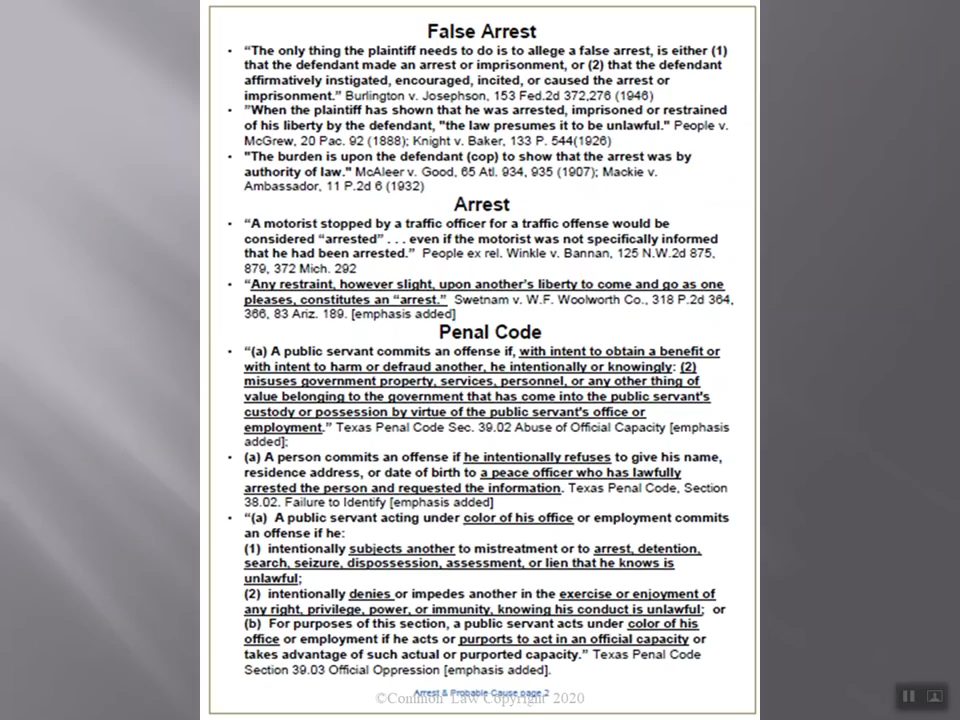 False Arrest
• “The only thing the plaintiff needs to do is to allege a false arrest, is either (1)
that the defendant made an arrest or imprisonment, or (2) that the defendant
affirmatively instigated, encouraged, incited, or caused the arrest or
imprisonment.” Burlington v. Josephson, 153 Fed.2d 372,276 (1946)
• ”When the plaintiff has shown that he was arrested, imprisoned or restrained
of his liberty by the defendant, "the law presumes it to be unlawful." People v.
McGrew, 20 Pac. 92 (1888); Knight v. Baker, 133 P. 544(1926)
• "The burden is upon the defendant (cop) to show that the arrest was by
authority of law." McAleer v. Good, 65 Atl. 934, 935 (1907); Mackie v.
Ambassador, 11 P.2d 6 (1932)
Arrest
• “A motorist stopped by a traffic officer for a traffic offense would be
considered “arrested” . . . even if the motorist was not specifically informed
that he had been arrested.” People ex rel. Winkle v. Bannan, 125 N.W.2d 875,
879, 372 Mich. 292
• “Any restraint, however slight, upon another’s liberty to come and go as one
pleases, constitutes an “arrest.” Swetnam v. W.F. Woolworth Co., 318 P.2d 364,
366, 83 Ariz. 189. [emphasis added]
Penal Code
• “(a) A public servant commits an offense if, with intent to obtain a benefit or
with intent to harm or defraud another, he intentionally or knowingly: (2)
misuses government property, services, personnel, or any other thing of
value belonging to the government that has come into the public servant's
custody or possession by virtue of the public servant's office or
employment.” Texas Penal Code Sec. 39.02 Abuse of Official Capacity [emphasis
added];
• (a) A person commits an offense if he intentionally refuses to give his name,
residence address, or date of birth to a peace officer who has lawfully
arrested the person and requested the information. Texas Penal Code, Section
38.02. Failure to Identify [emphasis added]
• “(a) A public servant acting under color of his office or employment commits
an offense if he:
(1) intentionally subjects another to mistreatment or to arrest, detention,
search, seizure, dispossession, assessment, or lien that he knows is
unlawful;
(2) intentionally denies or impedes another in the exercise or enjoyment of
any right, privilege, power, or immunity, knowing his conduct is unlawful; or
(b) For purposes of this section, a public servant acts under color of his
office or employment if he acts or purports to act in an official capacity or
takes advantage of such actual or purported capacity.” Texas Penal Code
Section 39.03 Official Oppression [emphasis added].
Arrest & Probable Cause page 2
©Common Law Copyright 2020